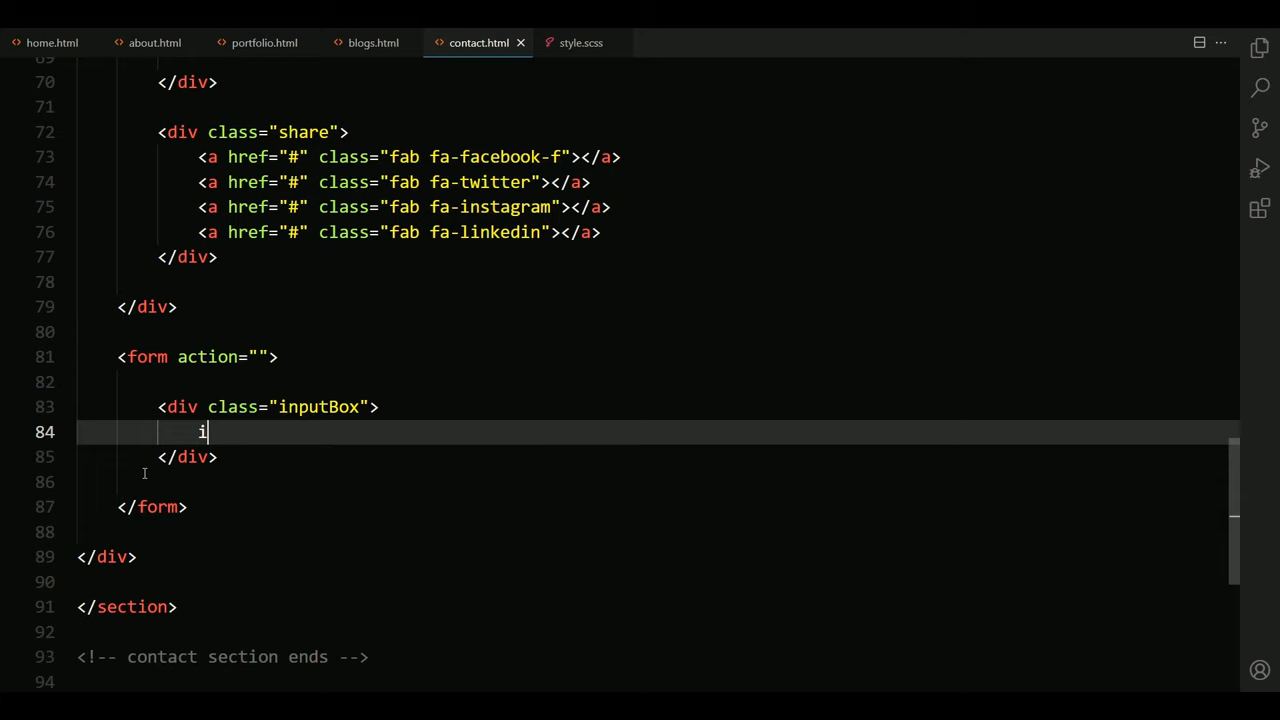 home.html about.html portfolio.html blogs.html contact.html style.scss
69
70 </div>
71
72 <div class="share">
73 <a href="#" class="fab fa-facebook-f"></a>
74 <a href="#" class="fab fa-twitter"></a>
75 <a href="#" class="fab fa-instagram"></a>
76 <a href="#" class="fab fa-linkedin"></a>
77 </div>
78
79 </div>
80
81 <form action="">
82
83 <div class="inputBox">
84 i
85 </div>
86
87 </form>
88
89 </div>
90
91 </section>
92
93 <!-- contact section ends -->
94